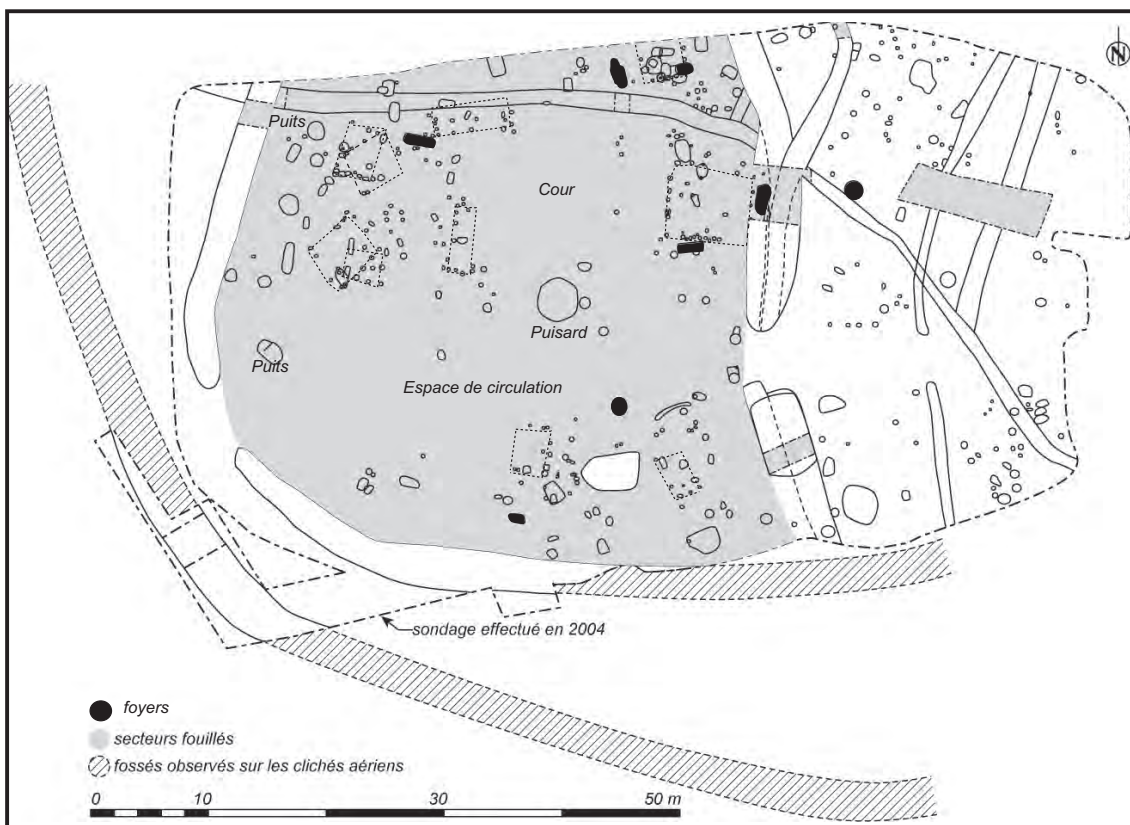 N
Puits
Cour
Puisard
Puits
Espace de circulation
sondage effectué en 2004
foyers
secteurs fouillés
fossés observés sur les clichés aériens
0 10 30 50 m